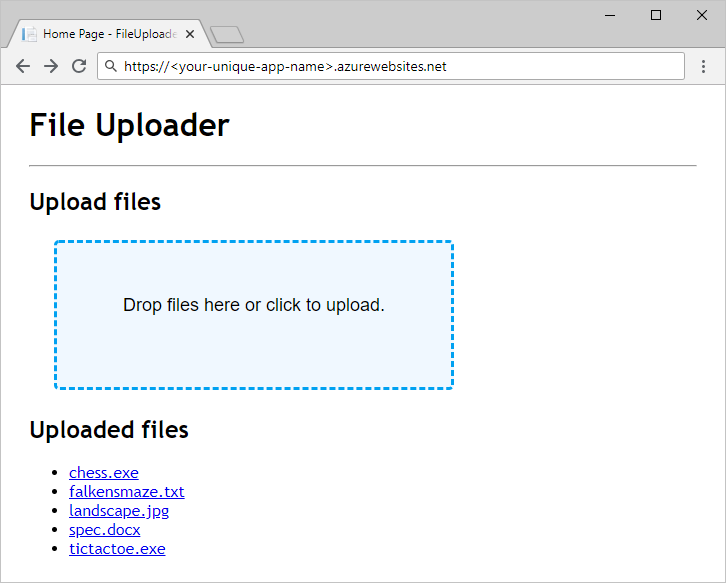 Home Page - FileUploade
https://<your-unique-app-name>.azurewebsites.net
File Uploader
Upload files
Drop files here or click to upload.
Uploaded files
chess.exe
falkensmaze.txt
landscape.jpg
spec.docx
tictactoe.exe